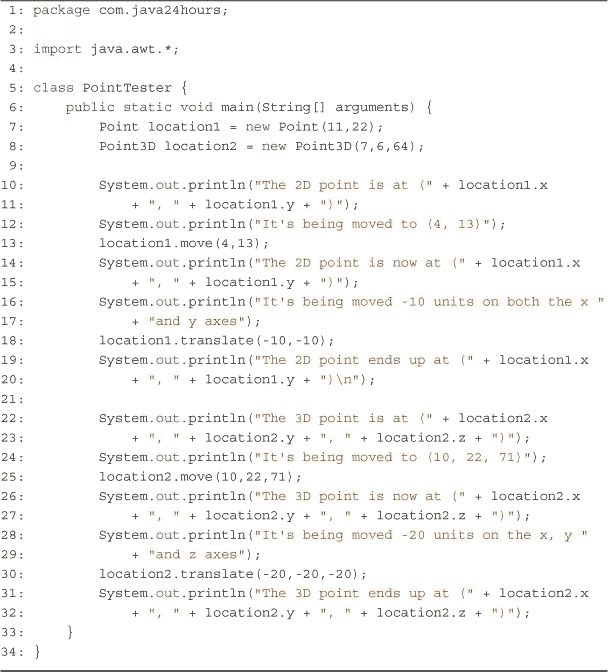 1: package com.java24hours;
2:
3: import java.awt.*;
4:
5: class PointTester {
6:     public static void main(String[] arguments) {
7:         Point location1 = new Point(11,22);
8:         Point3D location2 = new Point3D(7,6,64);
9:
10:         System.out.println("The 2D point is at (" + location1.x
11:             + ", " + location1.y + ")");
12:         System.out.println("It's being moved to (4, 13)");
13:         location1.move(4,13);
14:         System.out.println("The 2D point is now at (" + location1.x
15:             + ", " + location1.y + ")");
16:         System.out.println("It's being moved -10 units on both the x "
17:             + "and y axes");
18:         location1.translate(-10,-10);
19:         System.out.println("The 2D point ends up at (" + location1.x
20:             + ", " + location1.y + ")\n");
21:
22:         System.out.println("The 3D point is at (" + location2.x
23:             + ", " + location2.y + ", " + location2.z + ")");
24:         System.out.println("It's being moved to (10, 22, 71)");
25:         location2.move(10,22,71);
26:         System.out.println("The 3D point is now at (" + location2.x
27:             + ", " + location2.y + ", " + location2.z + ")");
28:         System.out.println("It's being moved -20 units on the x, y "
29:             + "and z axes");
30:         location2.translate(-20,-20,-20);
31:         System.out.println("The 3D point ends up at (" + location2.x
32:             + ", " + location2.y + ", " + location2.z + ")");
33:     }
34: }